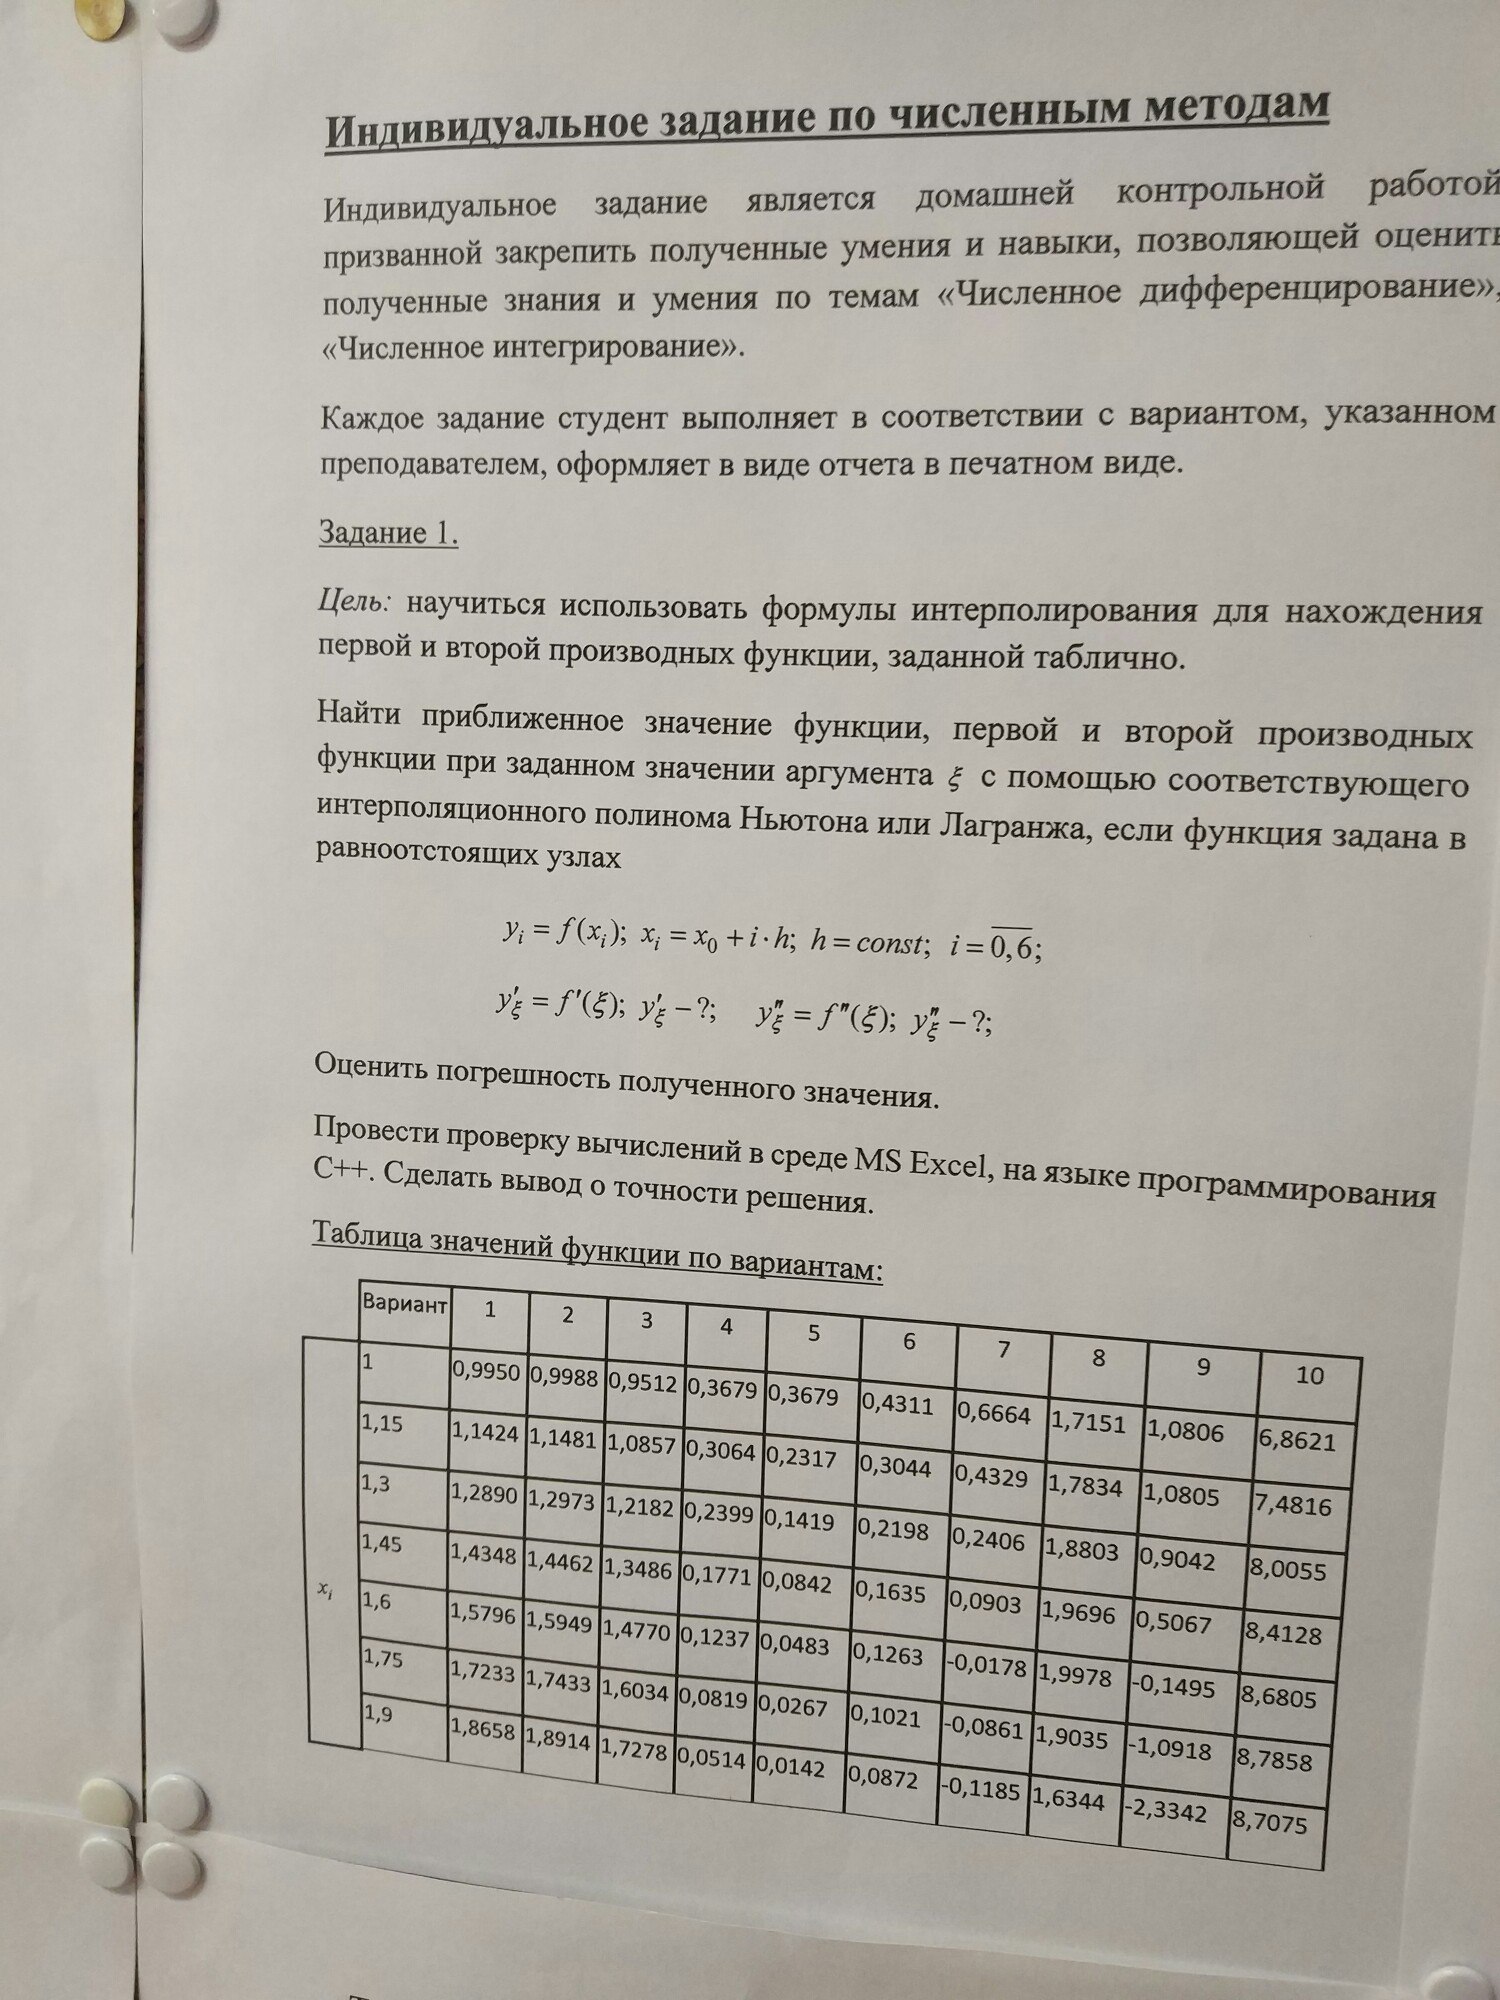 Индивидуальное задание по численным методам
Индивидуальное задание является домашней контрольной работой
призванной закрепить полученные умения и навыки, позволяющей оценить
полученные знания и умения по темам «Численное дифференцирование»,
«Численное интегрирование».
Каждое задание студент выполняет в соответствии с вариантом, указанном
преподавателем, оформляет в виде отчета в печатном виде.
Задание 1.
Цель: научиться использовать формулы интерполирования для нахождения
первой и второй производных функции, заданной таблично.
Найти приближенное значение функции, первой и второй производных
функции при заданном значении аргумента ξ с помощью соответствующего
интерполяционного полинома Ньютона или Лагранжа, если функция задана в
равноотстоящих узлах
y_i = f(x_i); x_i = x_0 + i·h; h = const; i = \overline{0,6};
y'_ξ = f'(ξ); y'_ξ − ?; y''_ξ = f''(ξ); y''_ξ − ?;
Оценить погрешность полученного значения.
Провести проверку вычислений в среде MS Excel, на языке программирования
С++. Сделать вывод о точности решения.
Таблица значений функции по вариантам:
Вариант 1 2 3 4 5 6 7 8 9 10
1 0,9950 0,9988 0,9512 0,3679 0,3679 0,4311 0,6664 1,7151 1,0806 6,8621
1,15 1,1424 1,1481 1,0857 0,3064 0,2317 0,3044 0,4329 1,7834 1,0805 7,4816
1,3 1,2890 1,2973 1,2182 0,2399 0,1419 0,2198 0,2406 1,8803 0,9042 8,0055
1,45 1,4348 1,4462 1,3486 0,1771 0,0842 0,1635 0,0903 1,9696 0,5067 8,4128
x_i
1,6 1,5796 1,5949 1,4770 0,1237 0,0483 0,1263 -0,0178 1,9978 -0,1495 8,6805
1,75 1,7233 1,7433 1,6034 0,0819 0,0267 0,1021 -0,0861 1,9035 -1,0918 8,7858
1,9 1,8658 1,8914 1,7278 0,0514 0,0142 0,0872 -0,1185 1,6344 -2,3342 8,7075